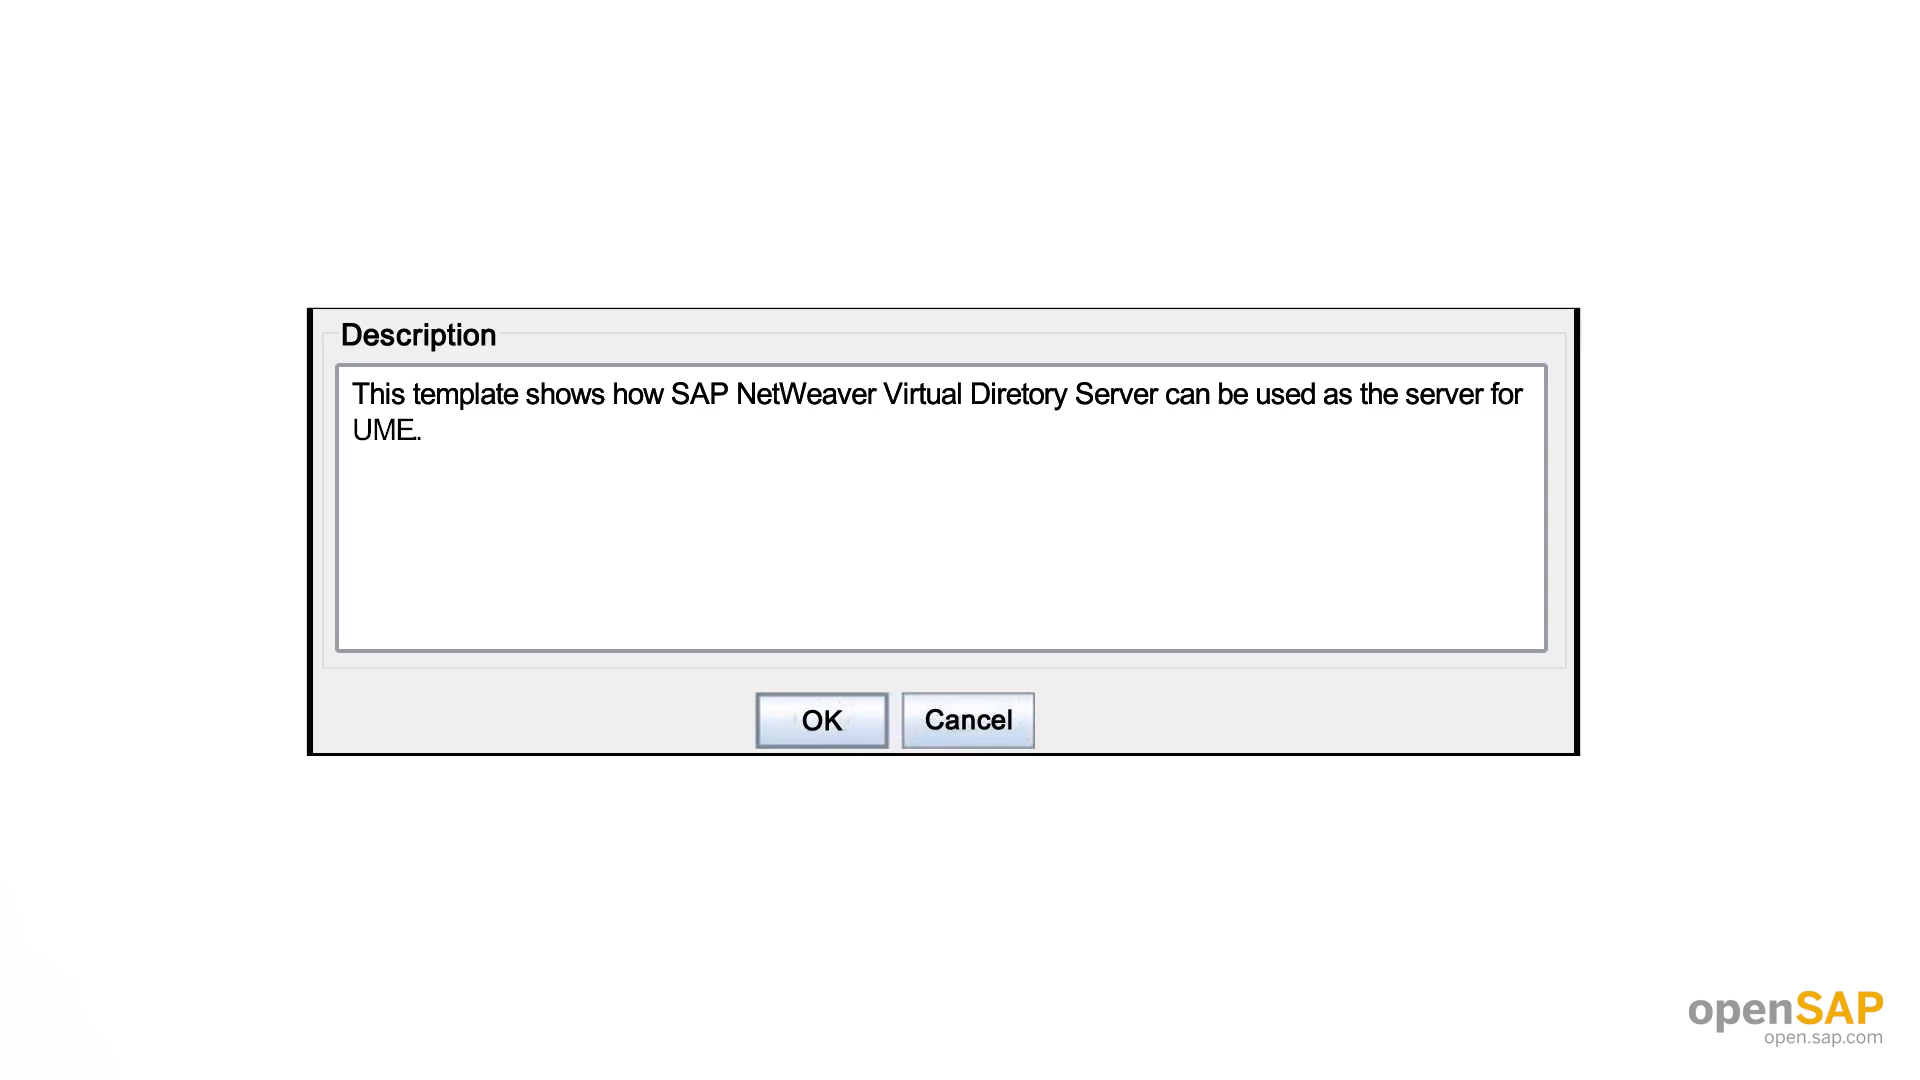 Description
This template shows how SAP NetWeaver Virtual Diretory Server can be used as the server for
UME.
OK
Cancel
openSAP
open.sap.com